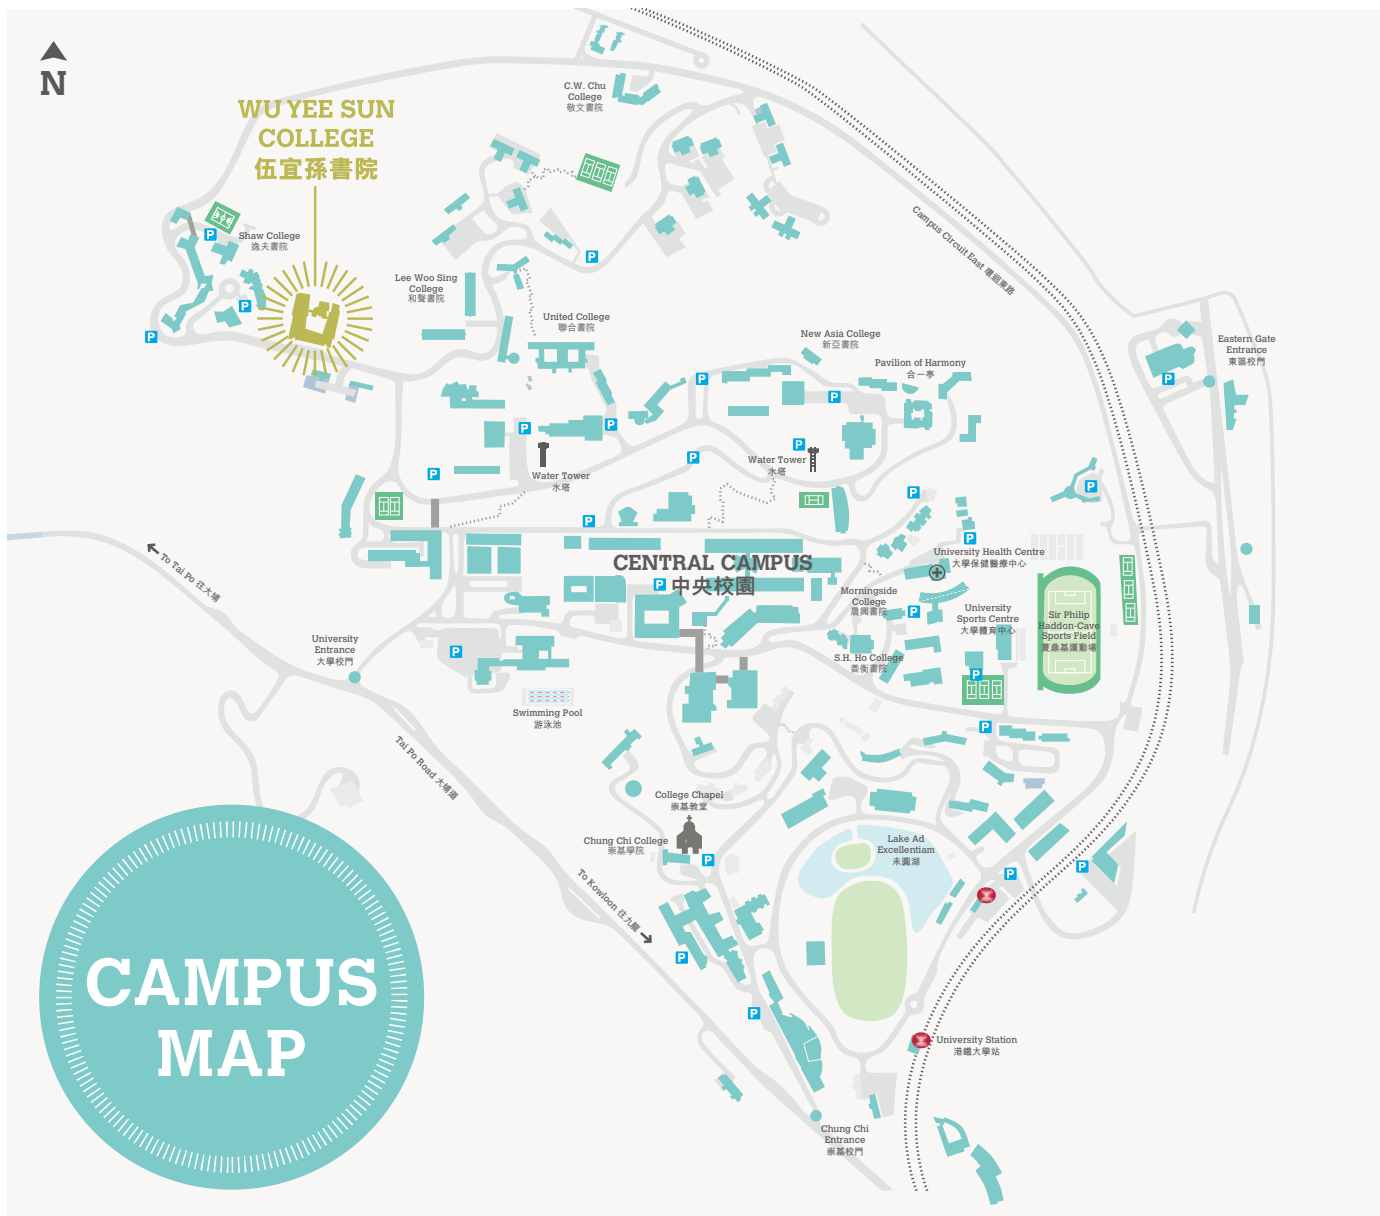 N
WU YEE SUN
COLLEGE
伍宜孫書院
C.W. Chu
College
敬文書院
P
Shaw College
逸夫書院
P
P
P
P
Lee Woo Sing
College
和聲書院
United College
聯合書院
Campus Circuit East 環迴東路
New Asia College
新亞書院
Pavilion of Harmony
合一亭
Eastern Gate
Entrance
東區校門
P
P
P
P
P
P
P
Water Tower
水塔
P
Water Tower
水塔
P
P
P
P
P
To Tai Po 往大埔
CENTRAL CAMPUS
中央校園
P
University Health Centre
大學保健醫療中心
Morningside
College
晨興書院
P
University
Sports Centre
大學體育中心
Sir Philip
Haddon-Cave
Sports Field
夏鼎基運動場
S.H. Ho College
善衡書院
P
University
Entrance
大學校門
P
Swimming Pool
游泳池
P
Tai Po Road 大埔道
College Chapel
崇基教堂
Chung Chi College
崇基學院
P
Lake Ad
Excellentiam
未圓湖
P
P
To Kowloon 往九龍
P
P
University Station
港鐵大學站
Chung Chi
Entrance
崇基校門
CAMPUS
MAP